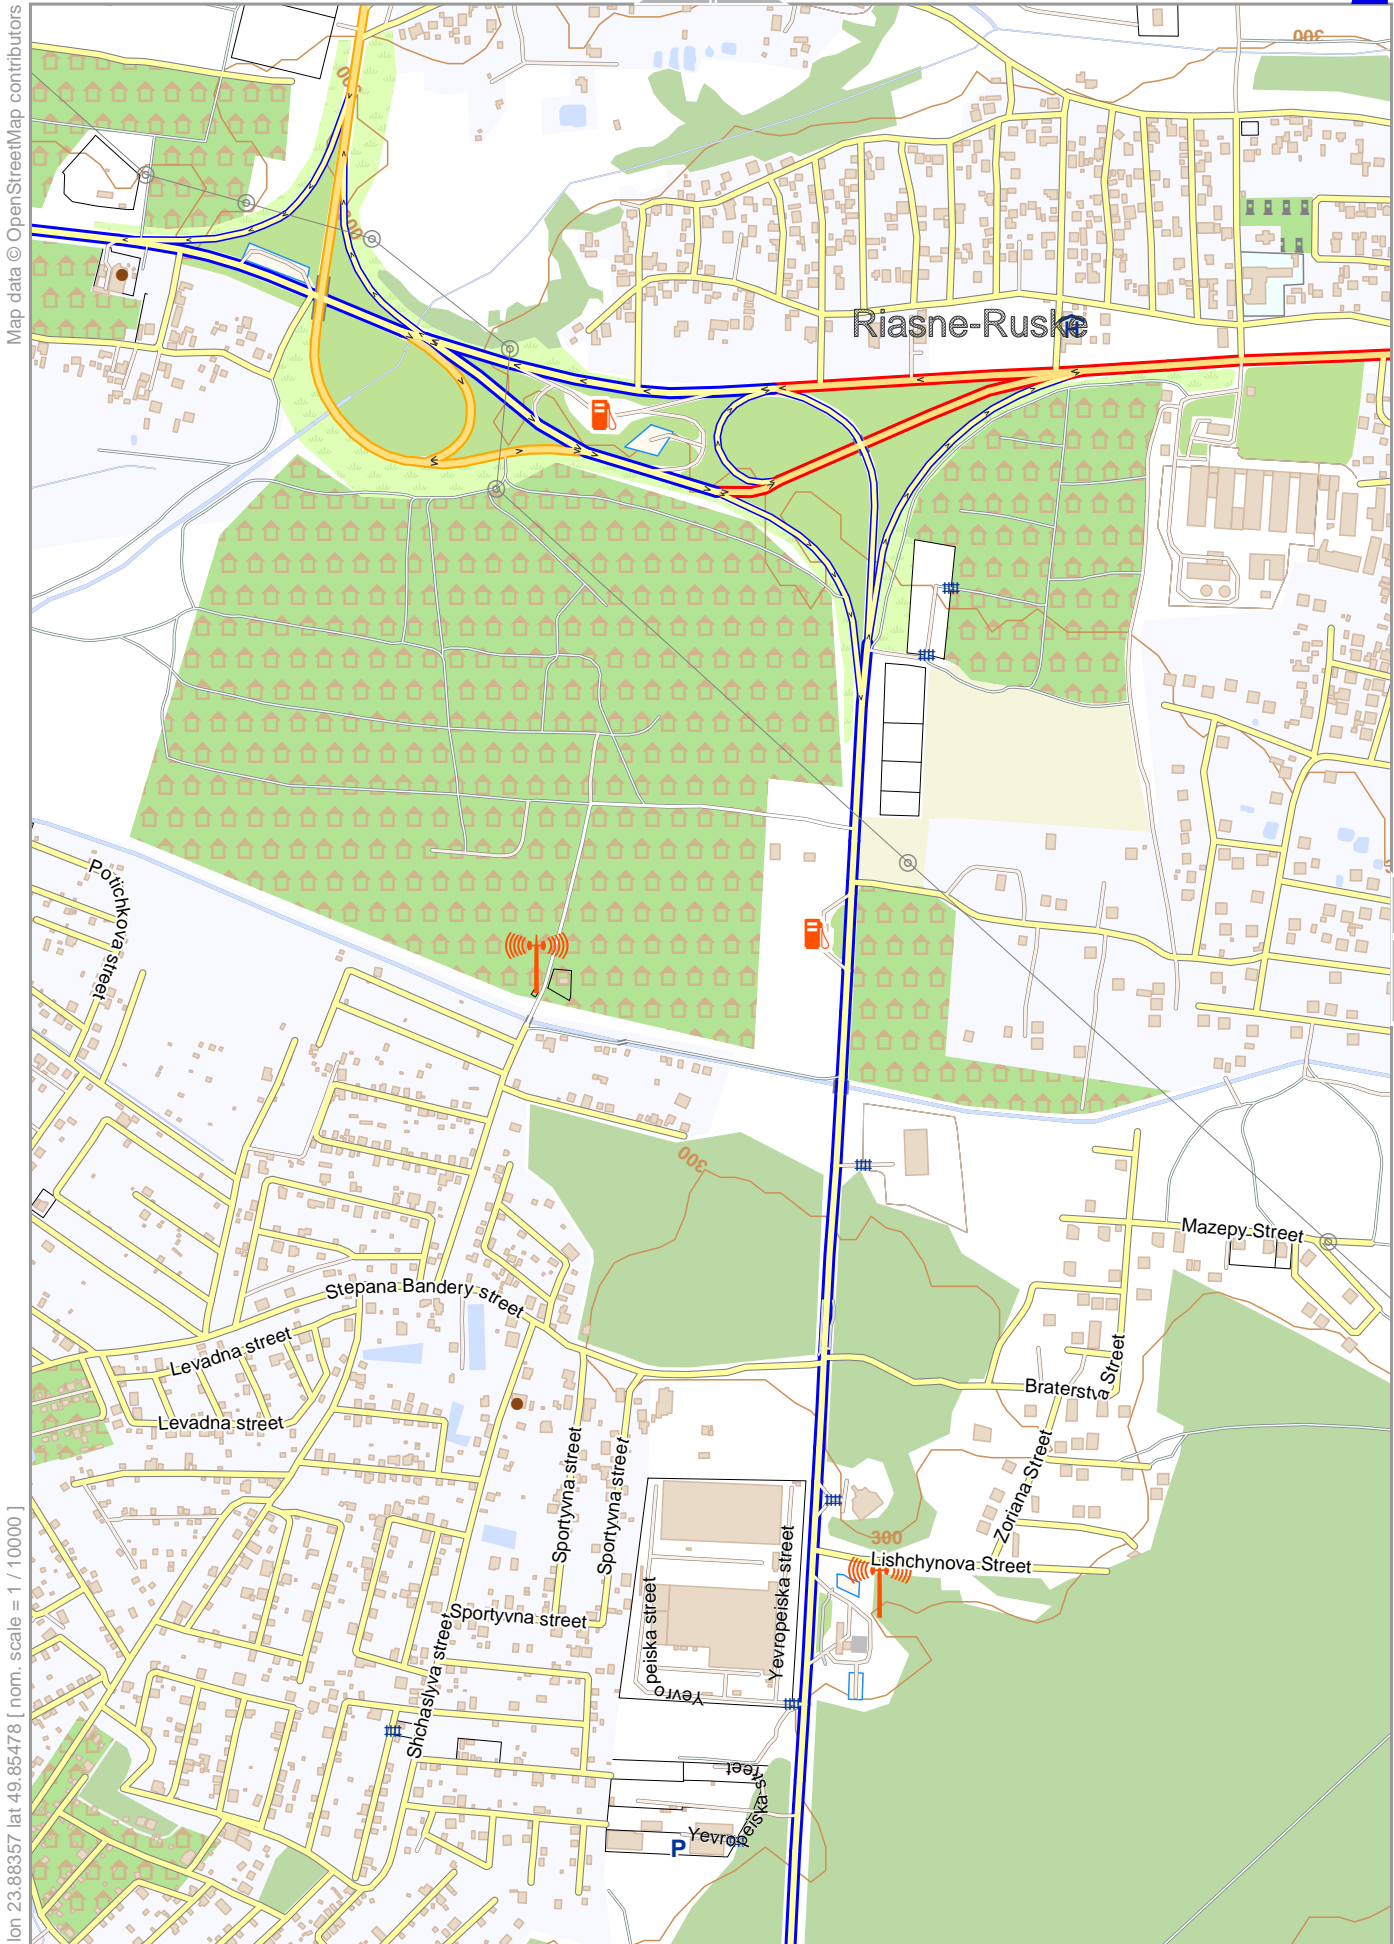 Map data © OpenStreetMap contributors
lon 23.88357 lat 49.85478 [ nom. scale = 1 / 10000 ]
300
300
Riasne-Ruske
Potichkova street
300
Mazepy Street
Stepana Bandery street
Levadna street
Levadna street
Braterstva Street
Zoriana Street
Sportyvna street
Sportyvna street
300
Lishchynova Street
Yevropeiska street
Yevropeiska street
Sportyvna street
Shchaslyva street
Yevropeiska street
P